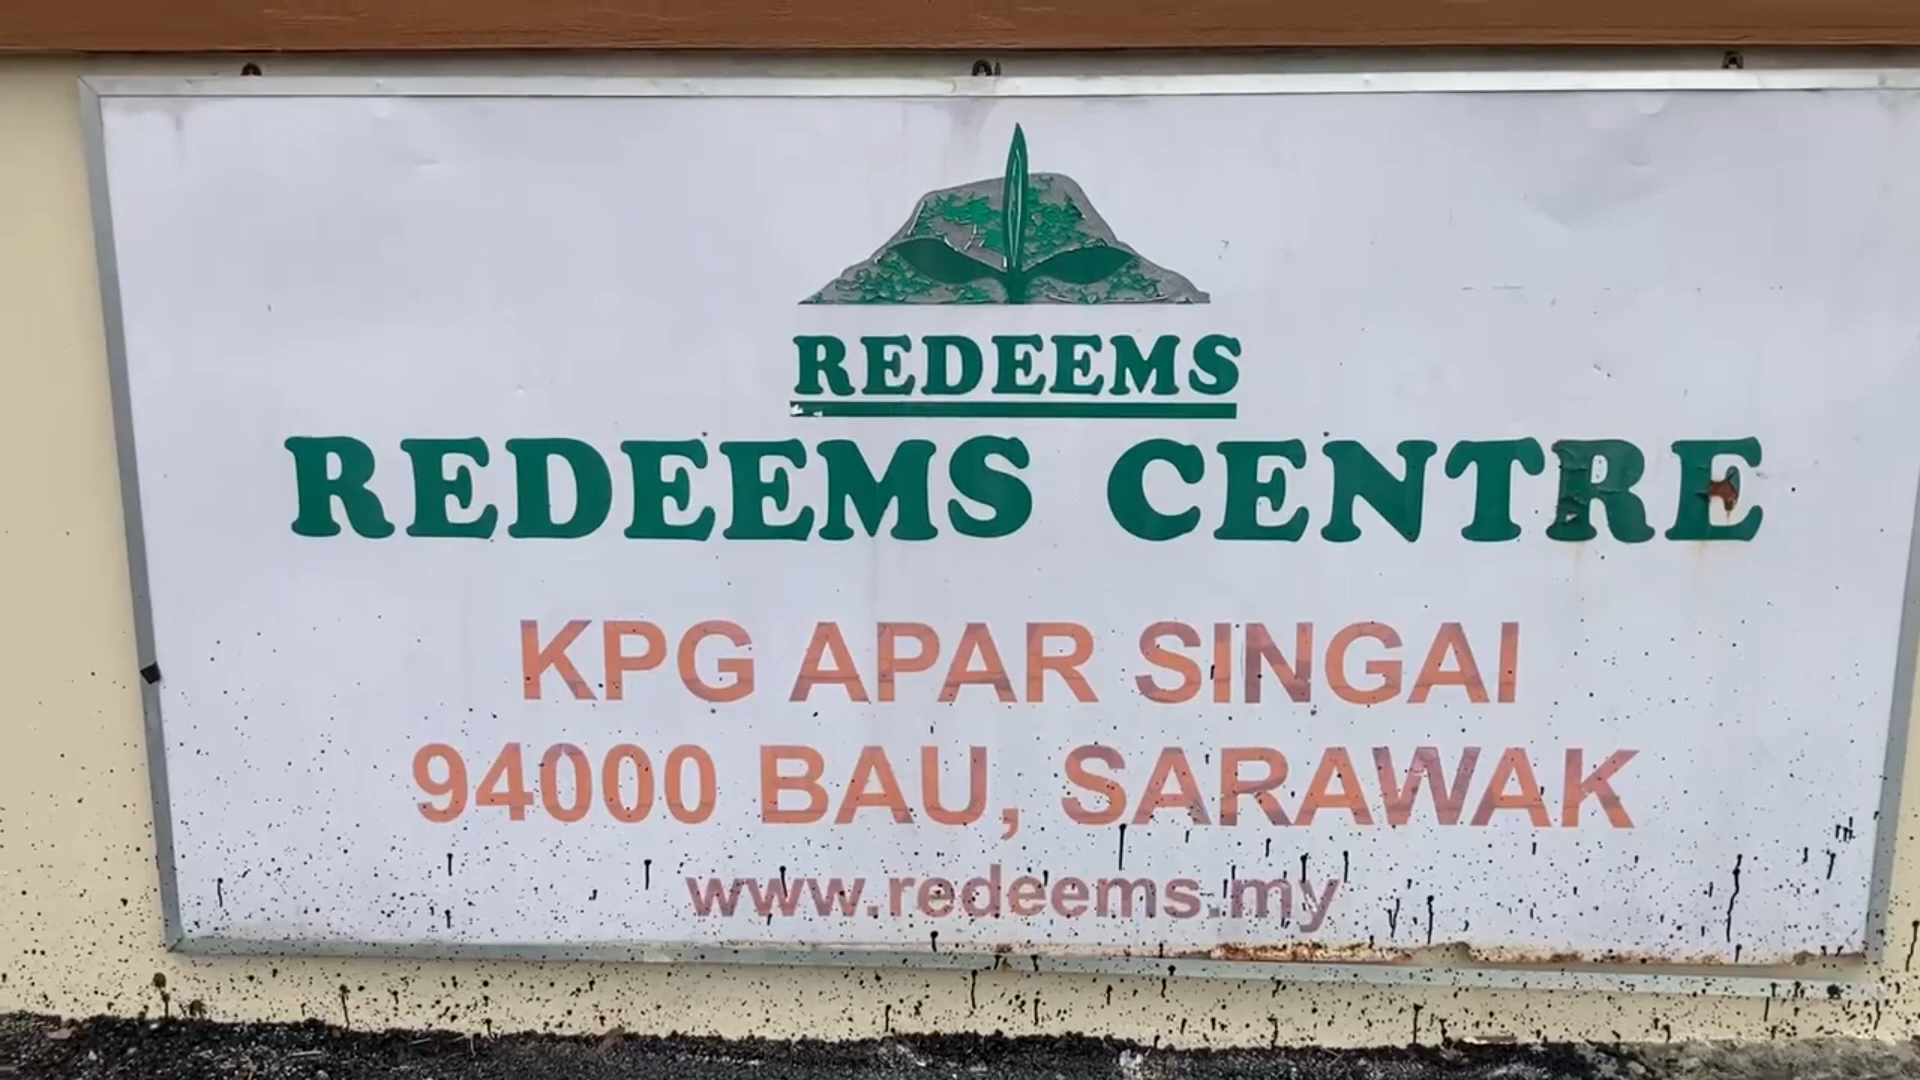 REDEEMS
REDEEMS CENTRE
KPG APAR SINGAI
94000 BAU, SARAWAK
www.redeems.my